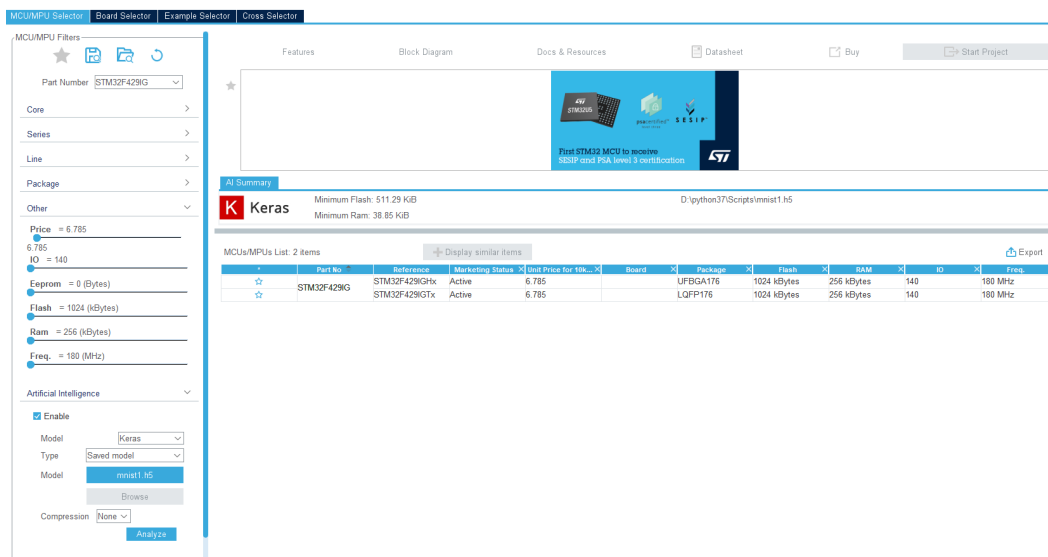 MCU/MPU Selector Board Selector Example Selector Cross Selector
MCU/MPU Filters
Part Number STM32F429IG
Core
Series
Line
Package
Other
Price = 6.785
6.785
IO = 140
Eeprom = 0 (Bytes)
Flash = 1024 (kBytes)
Ram = 256 (kBytes)
Freq. = 180 (MHz)
Artificial Intelligence
Enable
Model Keras
Type Saved model
Model mnist1.h5
Browse
Compression None
Analyze
Features Block Diagram Docs & Resources Datasheet Buy Start Project
STM32U5
psacertified™
SESIP
First STM32 MCU to receive
SESIP and PSA level 3 certification
AI Summary
K Keras
Minimum Flash: 511.29 KiB
Minimum Ram: 38.85 KiB
D:\python37\Scripts\mnist1.h5
MCUs/MPUs List: 2 items Display similar items Export
* Part No Reference Marketing Status Unit Price for 10k... Board Package Flash RAM IO Freq.
STM32F429IG
STM32F429IGHx Active 6.785 UFBGA176 1024 kBytes 256 kBytes 140 180 MHz
STM32F429IGTx Active 6.785 LQFP176 1024 kBytes 256 kBytes 140 180 MHz